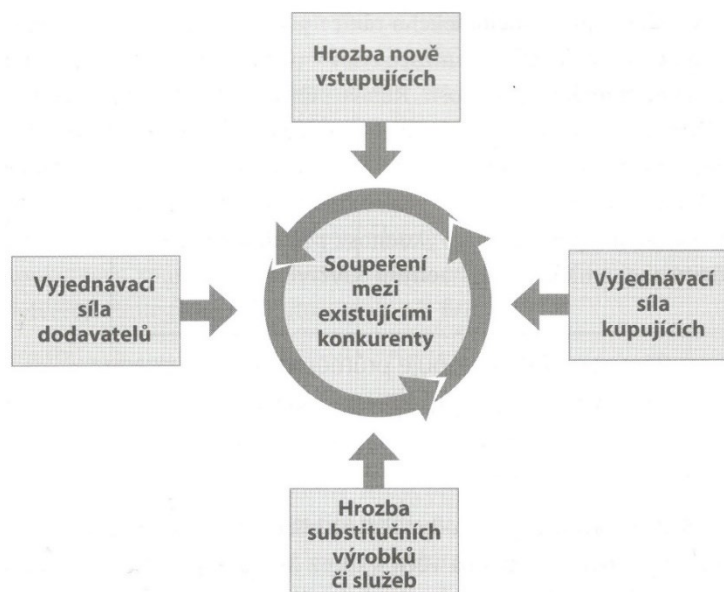 Hrozba nově
vstupujících
Vyjednávací
síla
dodavatelů
Soupeření
mezi
existujícími
konkurenty
Vyjednávací
síla
kupujících
Hrozba
substitučních
výrobků
či služeb